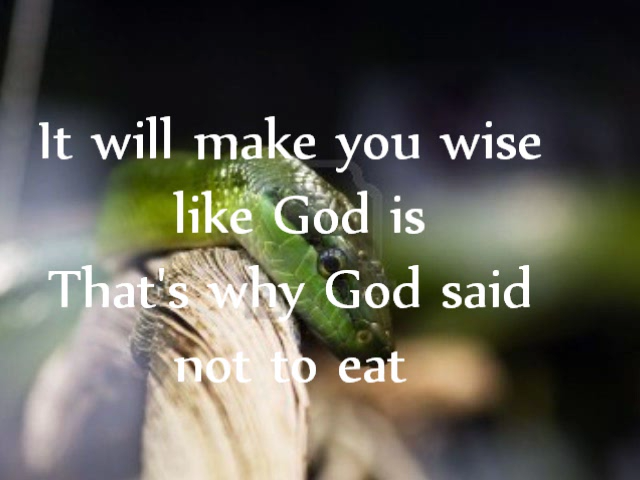 It will make you wise
like God is
That's why God said
not to eat